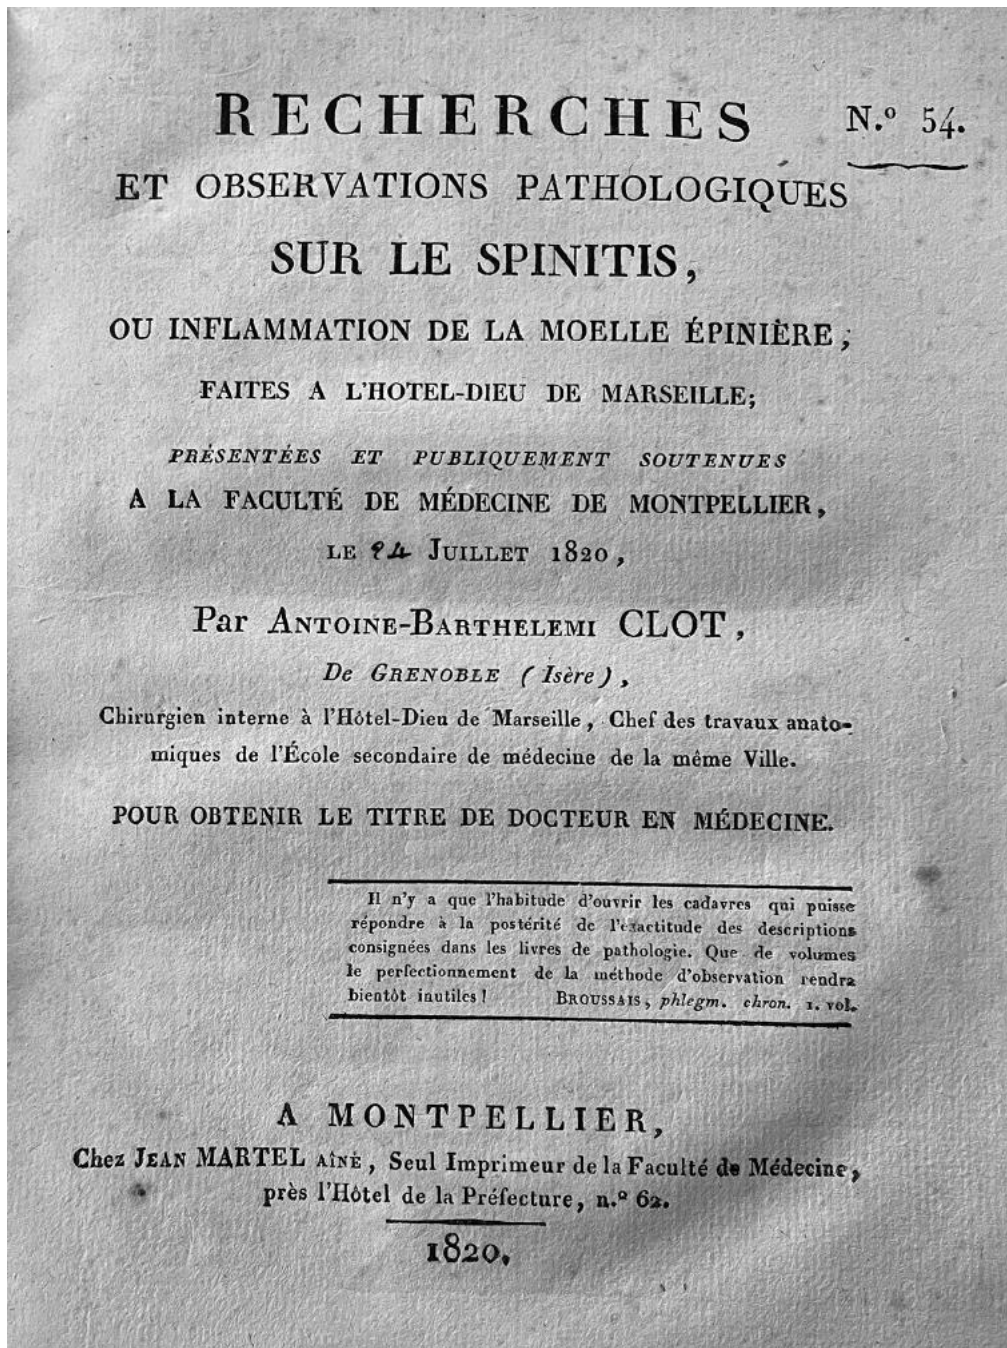 RECHERCHES
N.º 54.
ET OBSERVATIONS PATHOLOGIQUES
SUR LE SPINITIS,
OU INFLAMMATION DE LA MOELLE ÉPINIÈRE;
FAITES A L'HOTEL-DIEU DE MARSEILLE;
PRÉSENTÉES ET PUBLIQUEMENT SOUTENUES
A LA FACULTÉ DE MÉDECINE DE MONTPELLIER,
LE 24 JUILLET 1820,
Par ANTOINE-BARTHELEMI CLOT,
De GRENOBLE (Isère),
Chirurgien interne à l'Hôtel-Dieu de Marseille, Chef des travaux anato-
miques de l'École secondaire de médecine de la même Ville.
POUR OBTENIR LE TITRE DE DOCTEUR EN MÉDECINE.
Il n'y a que l'habitude d'ouvrir les cadavres qui puisse
répondre à la postérité de l'exactitude des descriptions
consignées dans les livres de pathologie. Que de volumes
le perfectionnement de la méthode d'observation rendra
bientôt inutiles! BROUSSAIS, phlegm. chron. 1. vol.
A MONTPELLIER,
Chez JEAN MARTEL AÎNÉ, Seul Imprimeur de la Faculté de Médecine,
près l'Hôtel de la Préfecture, n.º 62.
1820.